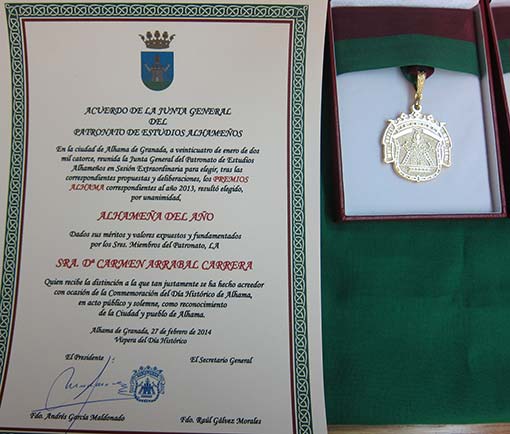 ACUERDO DE LA JUNTA GENERAL
DEL
PATRONATO DE ESTUDIOS ALHAMEÑOS
En la ciudad de Alhama de Granada, a veinticuatro de enero de dos
mil catorce, reunida la Junta General del Patronato de Estudios
Alhameños en Sesión Extraordinaria para elegir, tras las
correspondientes propuestas y deliberaciones, los PREMIOS
ALHAMA correspondientes al año 2013, resultó elegido,
por unanimidad,
ALHAMEÑA DEL AÑO
Dados sus méritos y valores expuestos y fundamentados
por los Sres. Miembros del Patronato, LA
SRA. Dª CARMEN ARRABAL CARRERA
Quien recibe la distinción a la que tan justamente se ha hecho acreedor
con ocasión de la Conmemoración del Día Histórico de Alhama,
en acto público y solemne, como reconocimiento
de la Ciudad y pueblo de Alhama.
Alhama de Granada, 27 de febrero de 2014
Víspera del Día Histórico
El Presidente El Secretario General
Fdo. Andrés García Maldonado Fdo. Raúl Gálvez Morales